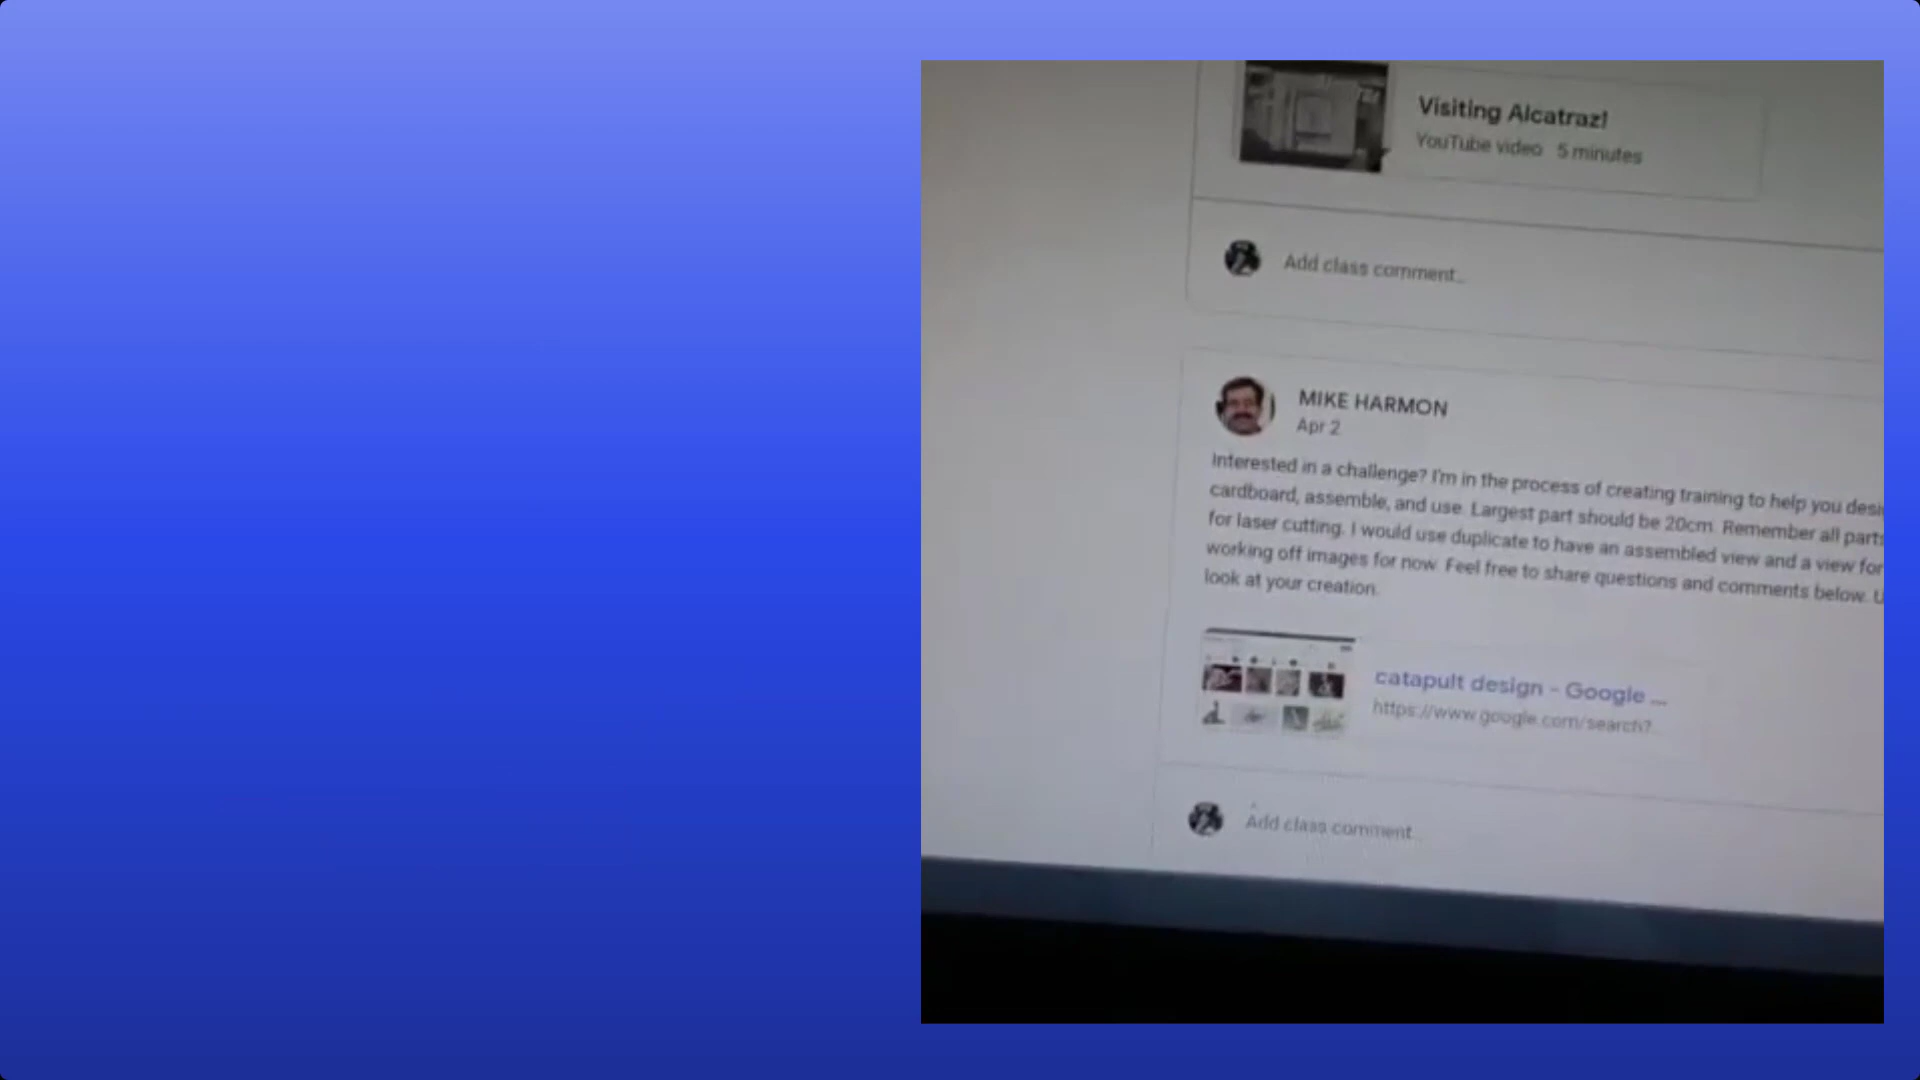 Visiting Alcatraz!
YouTube video 5 minutes
Add class comment...
MIKE HARMON
Apr 2
Interested in a challenge? I'm in the process of creating training to help you
cardboard, assemble, and use. Largest part should be 20cm. Remember all parts
for laser cutting. I would use duplicate to have an assembled view and a view for
working off images for now. Feel free to share questions and comments below.
look at your creation.
catapult design - Google ...
https://www.google.com/search?...
Add class comment...